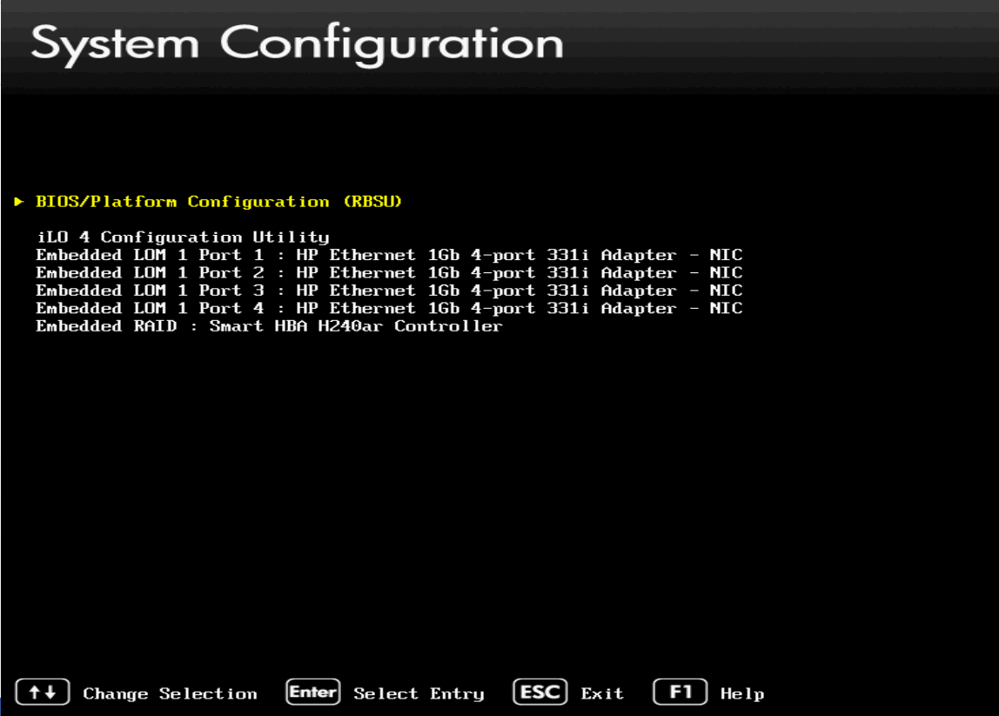 System Configuration
BIOS/Platform Configuration (RBSU)
iLO 4 Configuration Utility
Embedded LOM 1 Port 1 : HP Ethernet 1Gb 4-port 331i Adapter - NIC
Embedded LOM 1 Port 2 : HP Ethernet 1Gb 4-port 331i Adapter - NIC
Embedded LOM 1 Port 3 : HP Ethernet 1Gb 4-port 331i Adapter - NIC
Embedded LOM 1 Port 4 : HP Ethernet 1Gb 4-port 331i Adapter - NIC
Embedded RAID : Smart HBA H240ar Controller
↑↓ Change Selection Enter Select Entry ESC Exit F1 Help